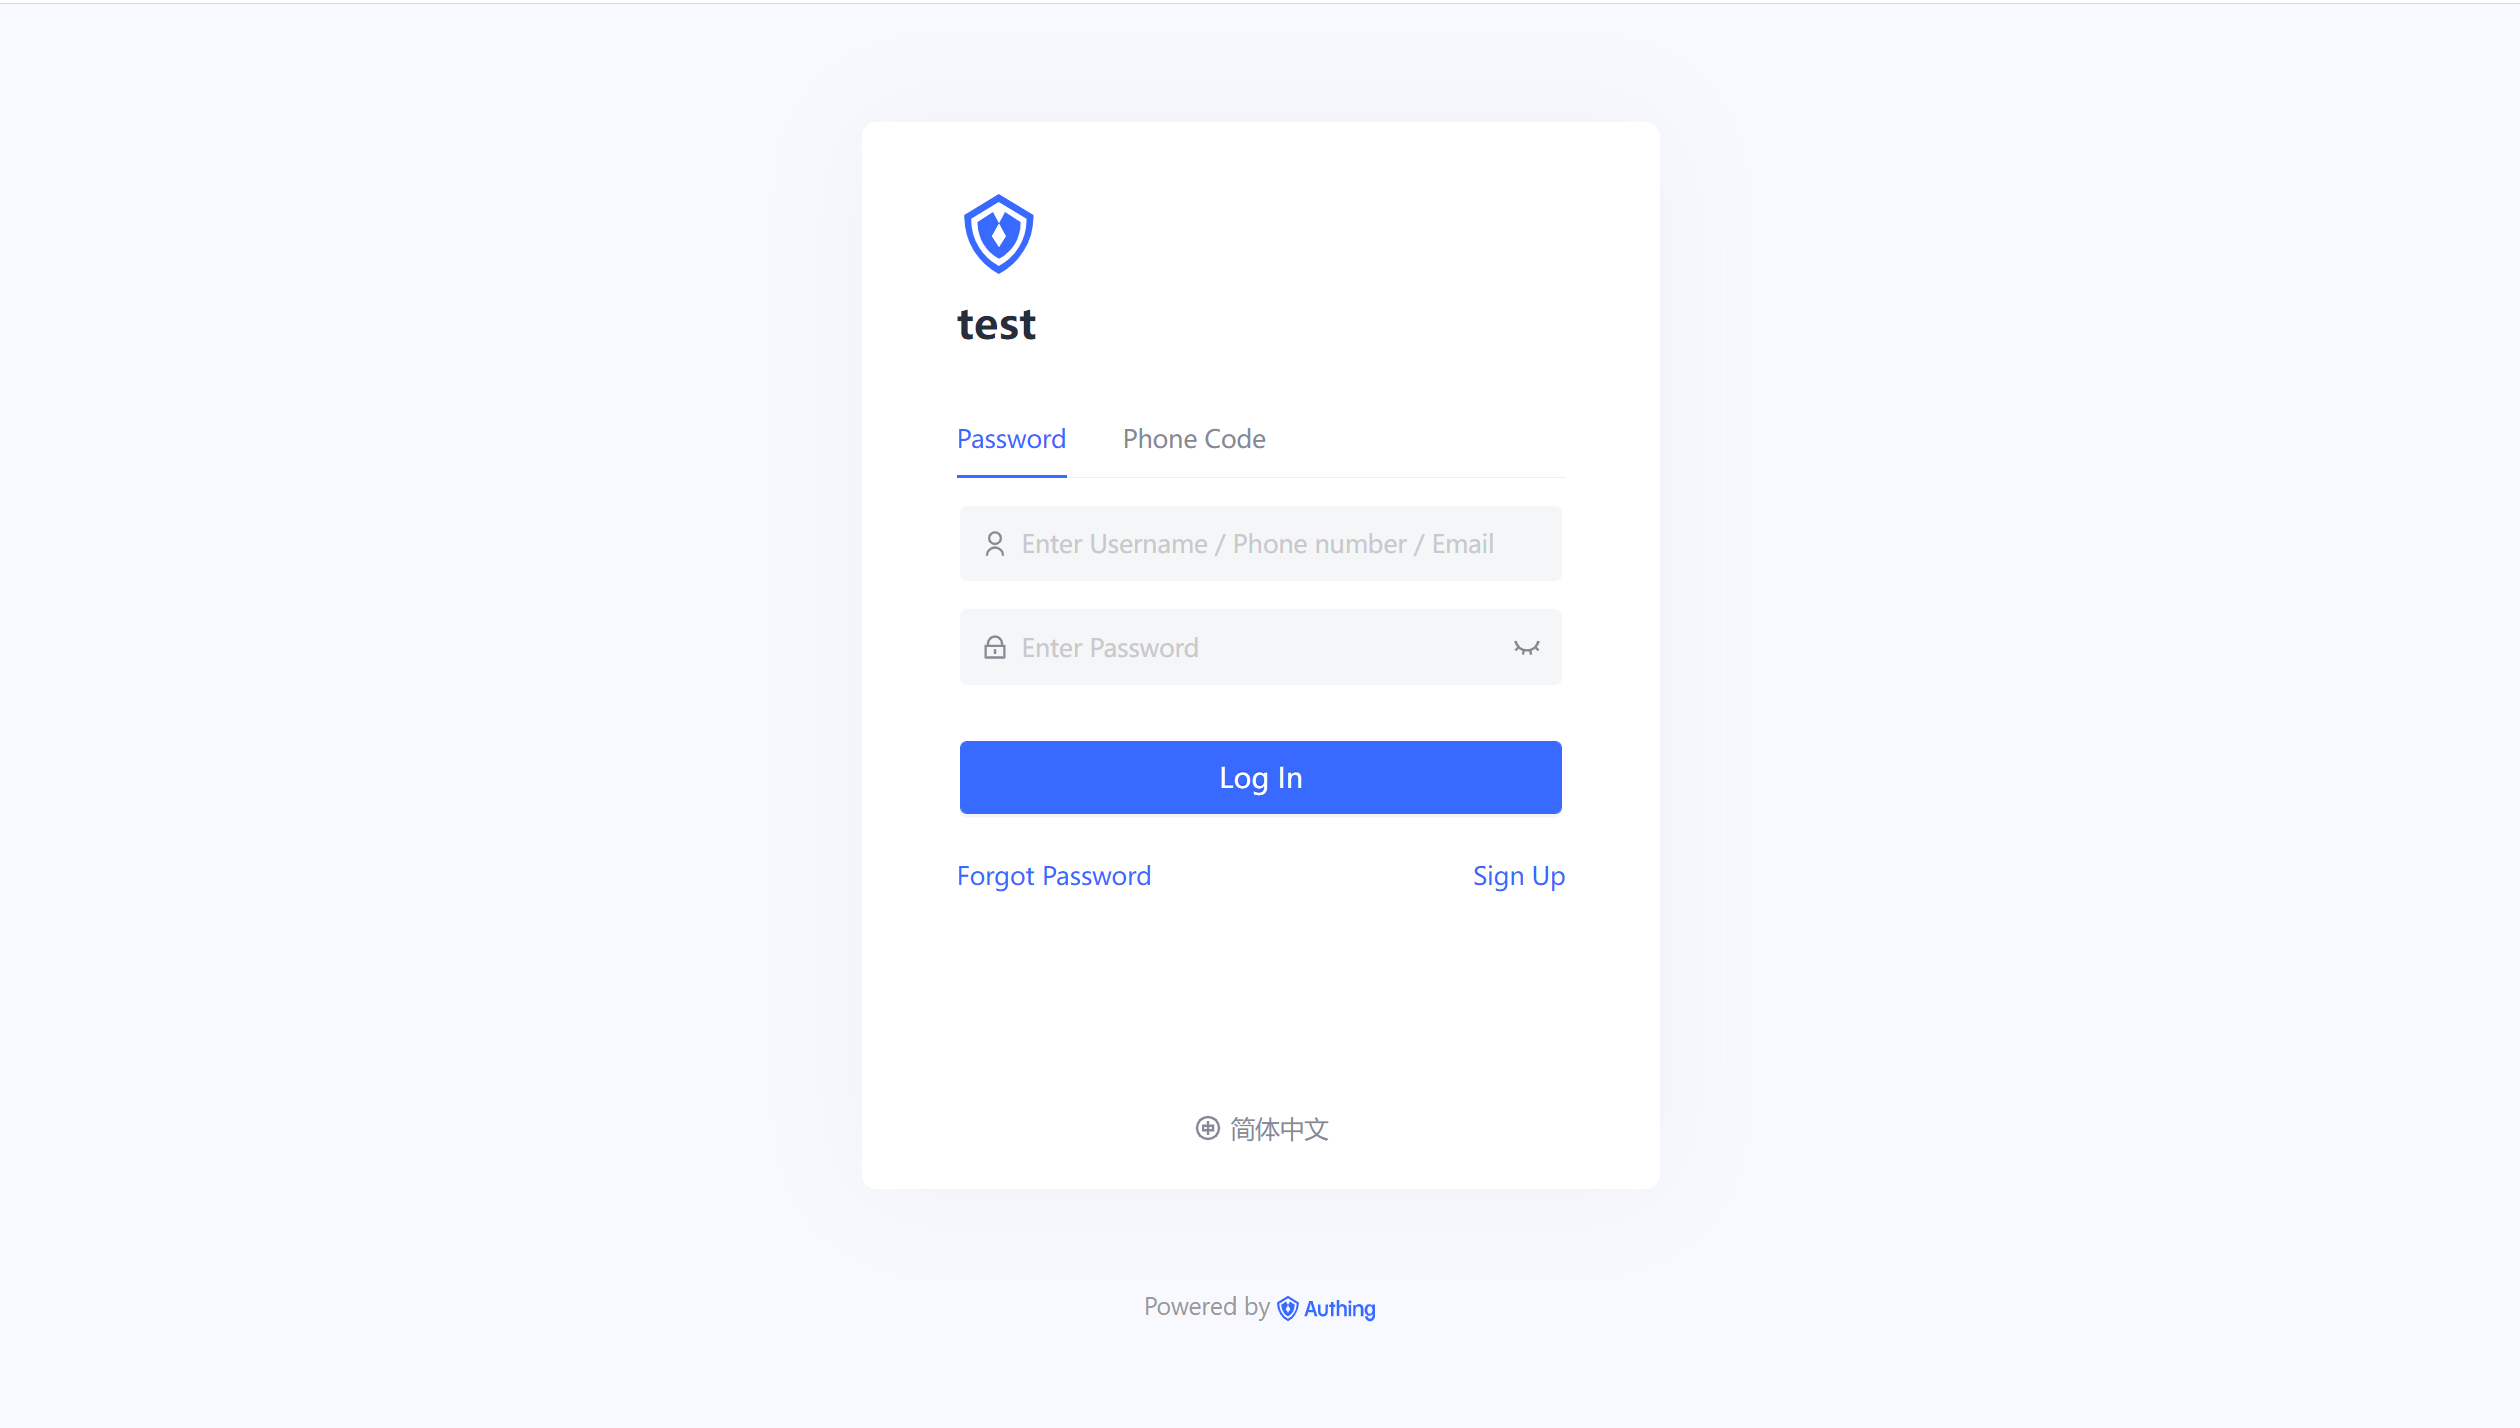 test
Password Phone Code
Enter Username / Phone number / Email
Enter Password
Log In
Forgot Password Sign Up
中 简体中文
Powered by Authing